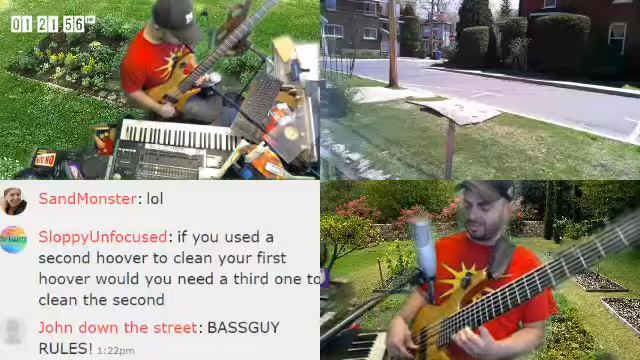 01 21 56
SandMonster: lol
SloppyUnfocused: if you used a
second hoover to clean your first
hoover would you need a third one to
clean the second
John down the street: BASSGUY
RULES! 1:22pm